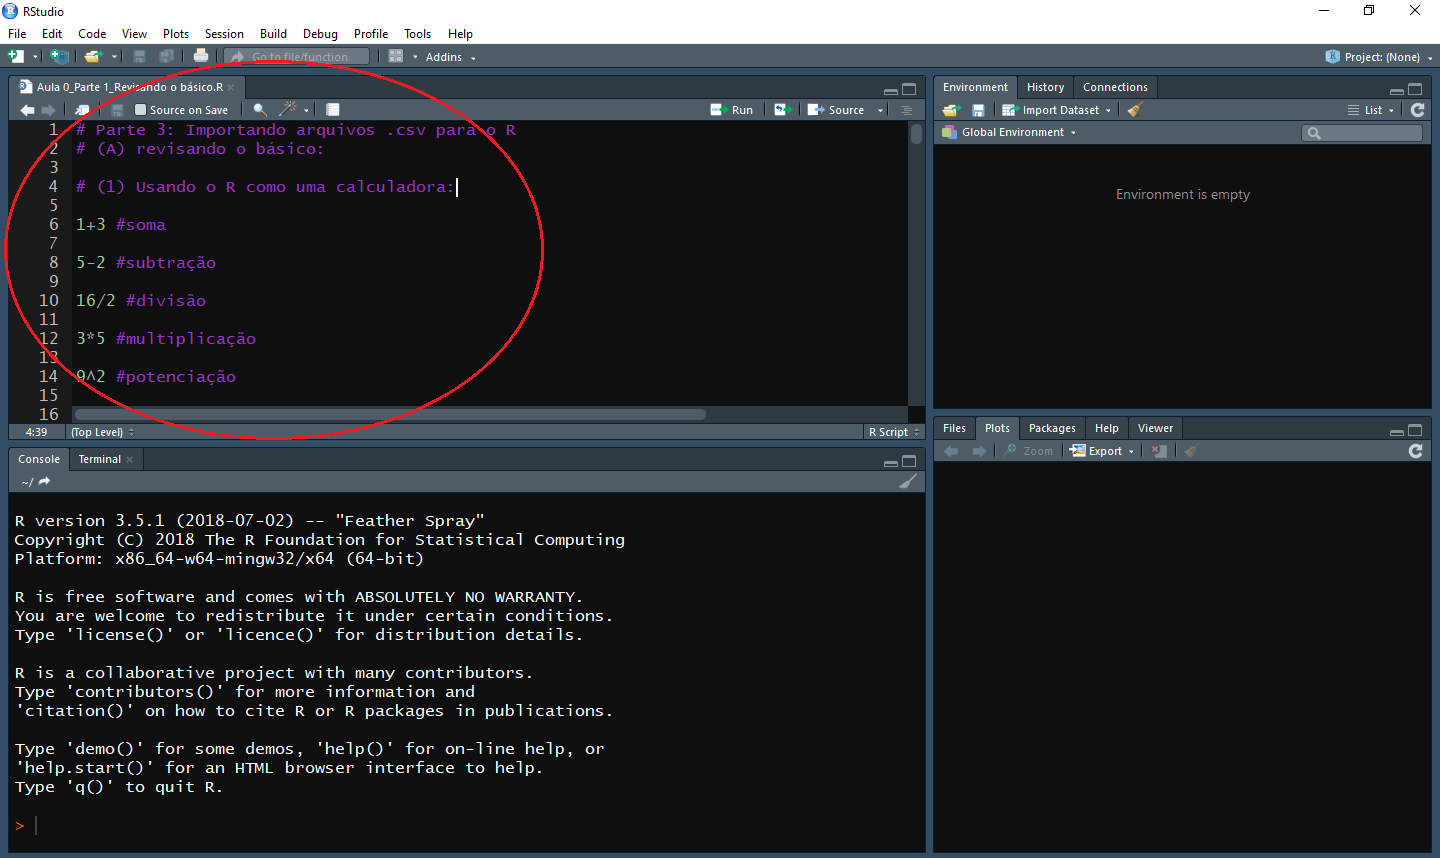 RStudio
File Edit Code View Plots Session Build Debug Profile Tools Help
Go to file/function Addins Project: (None)
Aula 0_Parte 1_Revisando o básico.R
Source on Save Run Source
1 # Parte 3: Importando arquivos .csv para o R
2 # (A) revisando o básico:
3
4 # (1) Usando o R como uma calculadora:
5
6 1+3 #soma
7
8 5-2 #subtração
9
10 16/2 #divisão
11
12 3*5 #multiplicação
13
14 9^2 #potenciação
15
16
4:39 (Top Level) R Script
Console Terminal
~/
R version 3.5.1 (2018-07-02) -- "Feather Spray"
Copyright (C) 2018 The R Foundation for Statistical Computing
Platform: x86_64-w64-mingw32/x64 (64-bit)
R is free software and comes with ABSOLUTELY NO WARRANTY.
You are welcome to redistribute it under certain conditions.
Type 'license()' or 'licence()' for distribution details.
R is a collaborative project with many contributors.
Type 'contributors()' for more information and
'citation()' on how to cite R or R packages in publications.
Type 'demo()' for some demos, 'help()' for on-line help, or
'help.start()' for an HTML browser interface to help.
Type 'q()' to quit R.
>
Environment History Connections
Import Dataset List
Global Environment
Environment is empty
Files Plots Packages Help Viewer
Zoom Export